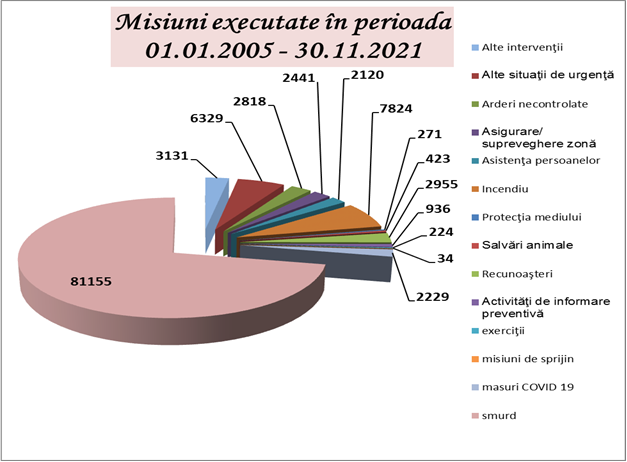 Misiuni executate în perioada
01.01.2005 - 30.11.2021
3131
6329
2818
2441
2120
7824
271
423
2955
936
224
34
2229
81155
Alte intervenţii
Alte situaţii de urgenţă
Arderi necontrolate
Asigurare/
supreveghere zonă
Asistenţa persoanelor
Incendiu
Protecţia mediului
Salvări animale
Recunoaşteri
Activităţi de informare
preventivă
exerciţii
misiuni de sprijin
masuri COVID 19
smurd